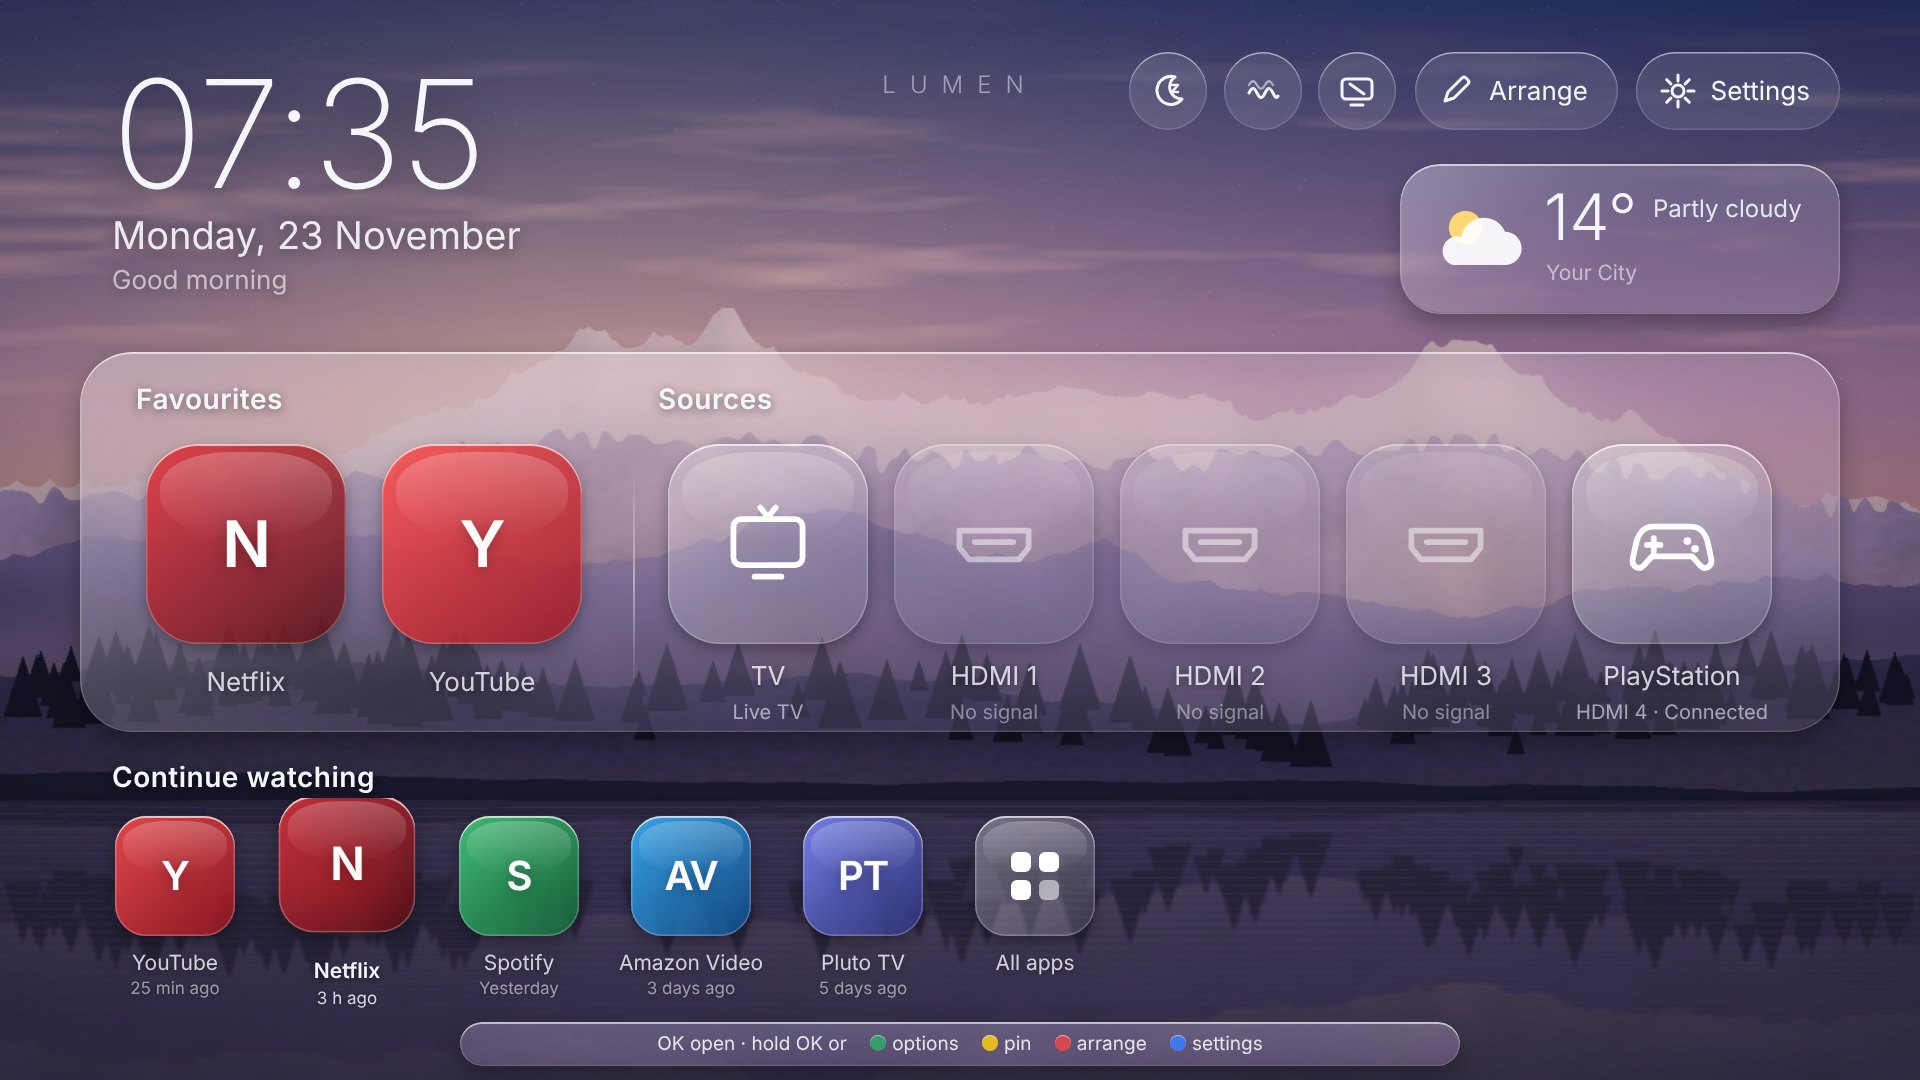 07:35
LUMEN
Arrange
Settings
Monday, 23 November
Good morning
14° Partly cloudy
Your City
Favourites
Sources
N
Y
Netflix
YouTube
TV
Live TV
HDMI 1
No signal
HDMI 2
No signal
HDMI 3
No signal
PlayStation
HDMI 4 · Connected
Continue watching
Y
N
S
AV
PT
YouTube
25 min ago
Netflix
3 h ago
Spotify
Yesterday
Amazon Video
3 days ago
Pluto TV
5 days ago
All apps
OK open · hold OK or options pin arrange settings